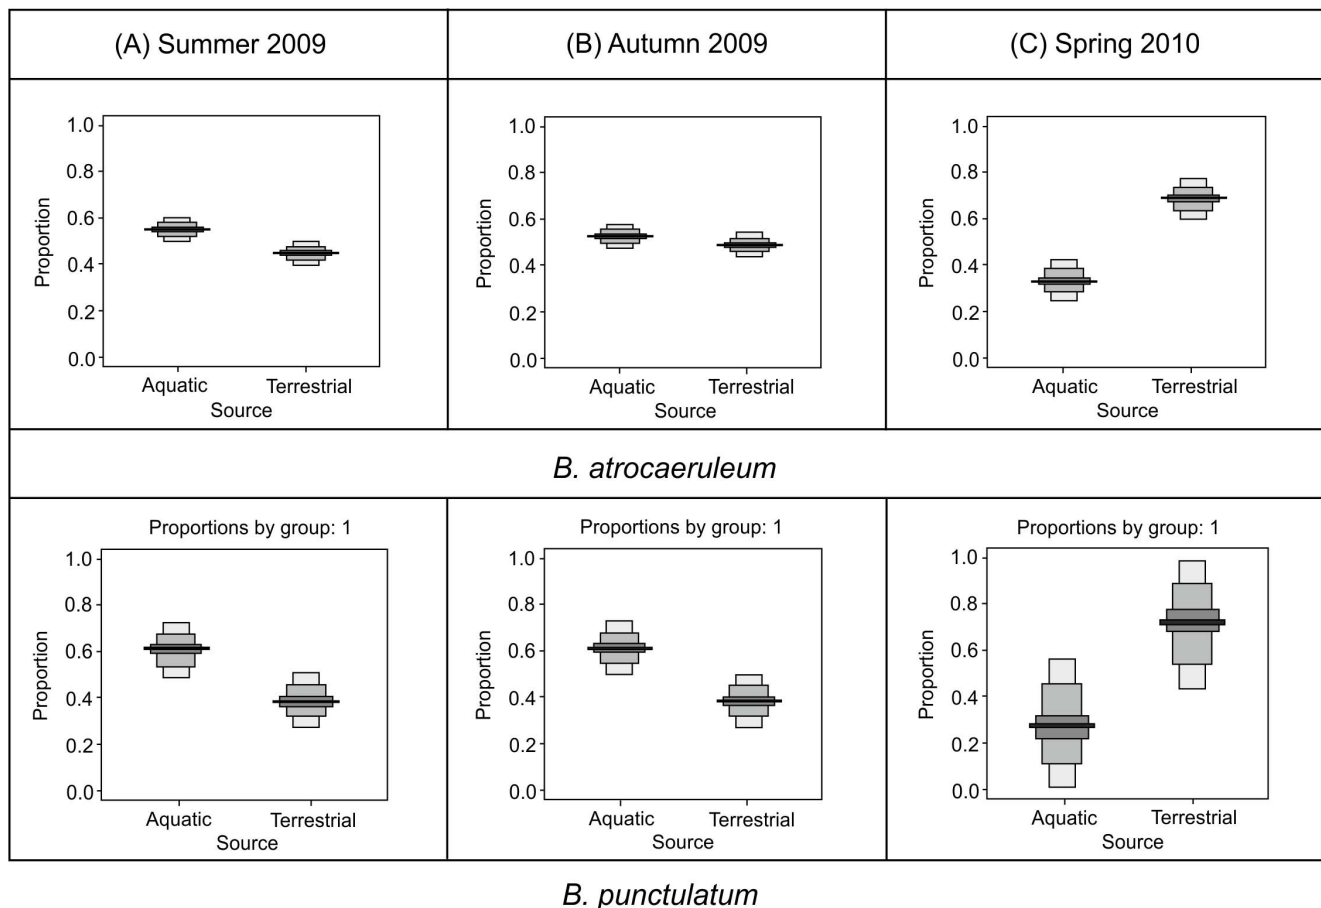 (A) Summer 2009
(B) Autumn 2009
(C) Spring 2010
Proportion
1.0
0.8
0.6
0.4
0.2
0.0
Aquatic Terrestrial
Source
Proportion
1.0
0.8
0.6
0.4
0.2
0.0
Aquatic Terrestrial
Source
Proportion
1.0
0.8
0.6
0.4
0.2
0.0
Aquatic Terrestrial
Source
B. atrocaeruleum
Proportions by group: 1
Proportion
1.0
0.8
0.6
0.4
0.2
0.0
Aquatic Terrestrial
Source
Proportions by group: 1
Proportion
1.0
0.8
0.6
0.4
0.2
0.0
Aquatic Terrestrial
Source
Proportions by group: 1
Proportion
1.0
0.8
0.6
0.4
0.2
0.0
Aquatic Terrestrial
Source
B. punctulatum